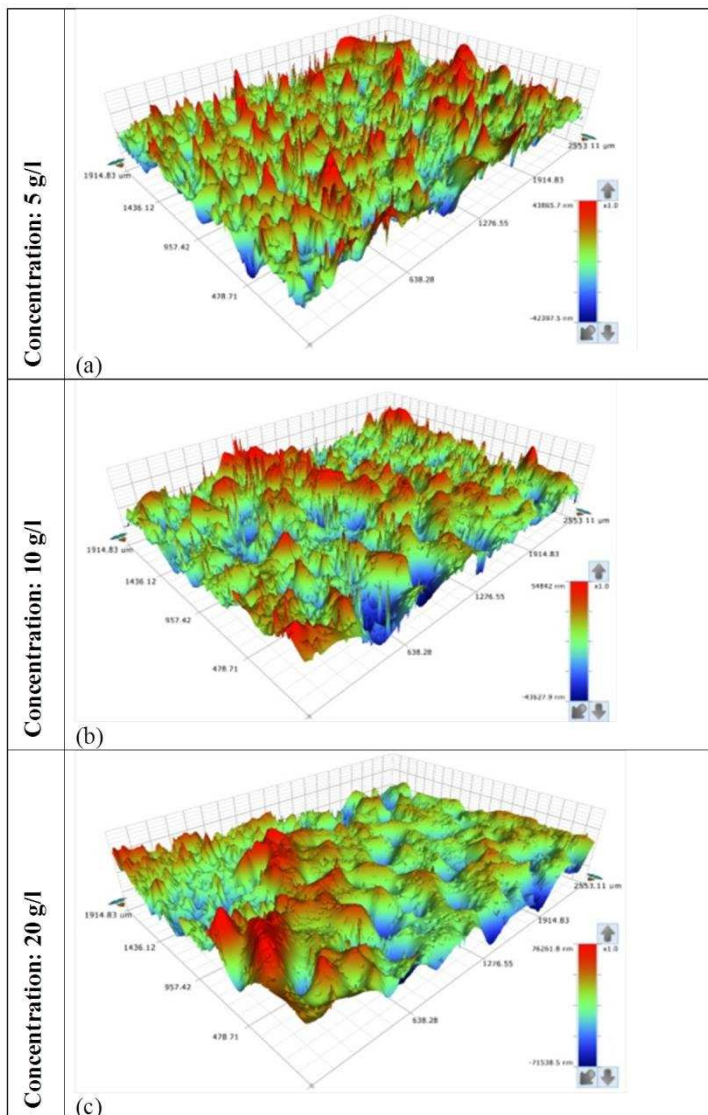 Concentration: 5 g/l
1914.83 um
1436.12
957.42
478.71
638.28
1276.55
1914.83
2553.11 µm
43865.7 nm
x1.0
-42397.5 nm
(a)
Concentration: 10 g/l
1914.83 um
1436.12
957.42
478.71
638.28
1276.55
1914.83
2553.11 µm
54842 nm
x1.0
-43627.9 nm
(b)
Concentration: 20 g/l
1914.83 um
1436.12
957.42
478.71
638.28
1276.55
1914.83
2553.11 µm
76261.8 nm
x1.0
-71538.5 nm
(c)